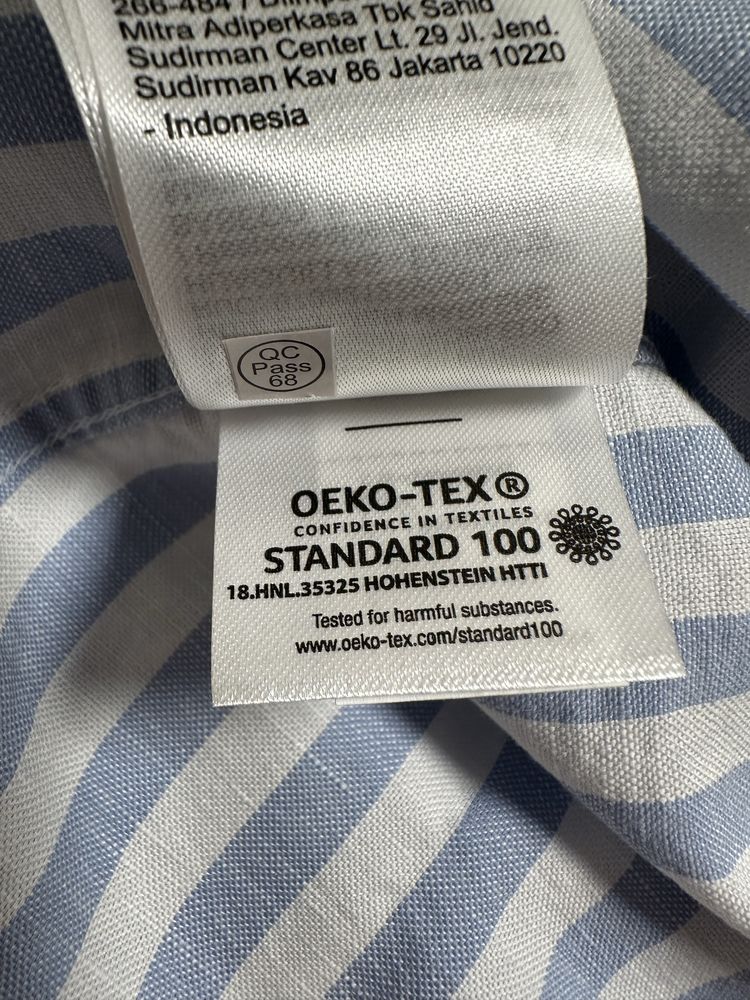 266-484 /
Mitra Adiperkasa Tbk Sahid
Sudirman Center Lt. 29 Jl. Jend.
Sudirman Kav 86 Jakarta 10220
- Indonesia
QC
Pass
68
OEKO-TEX®
CONFIDENCE IN TEXTILES
STANDARD 100
18.HNL.35325 HOHENSTEIN HTTI
Tested for harmful substances.
www.oeko-tex.com/standard100